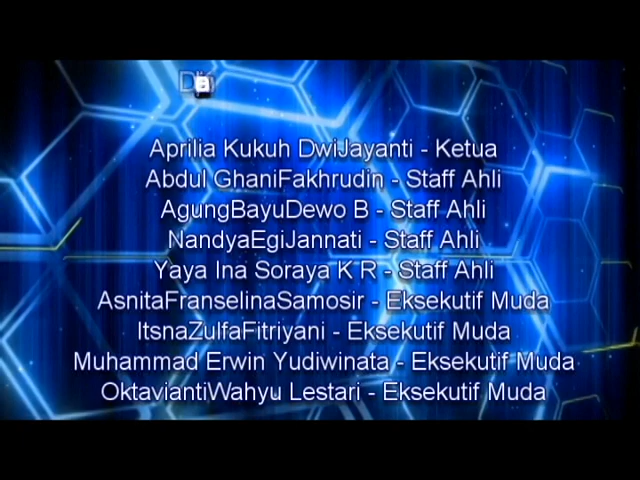 Aprilia Kukuh DwiJayanti - Ketua
Abdul GhaniFakhrudin - Staff Ahli
AgungBayuDewo B - Staff Ahli
NandyaEgiJannati - Staff Ahli
Yaya Ina Soraya K R - Staff Ahli
AsnitaFranselinaSamosir - Eksekutif Muda
ItsnaZulfaFitriyani - Eksekutif Muda
Muhammad Erwin Yudiwinata - Eksekutif Muda
OktaviantiWahyu Lestari - Eksekutif Muda